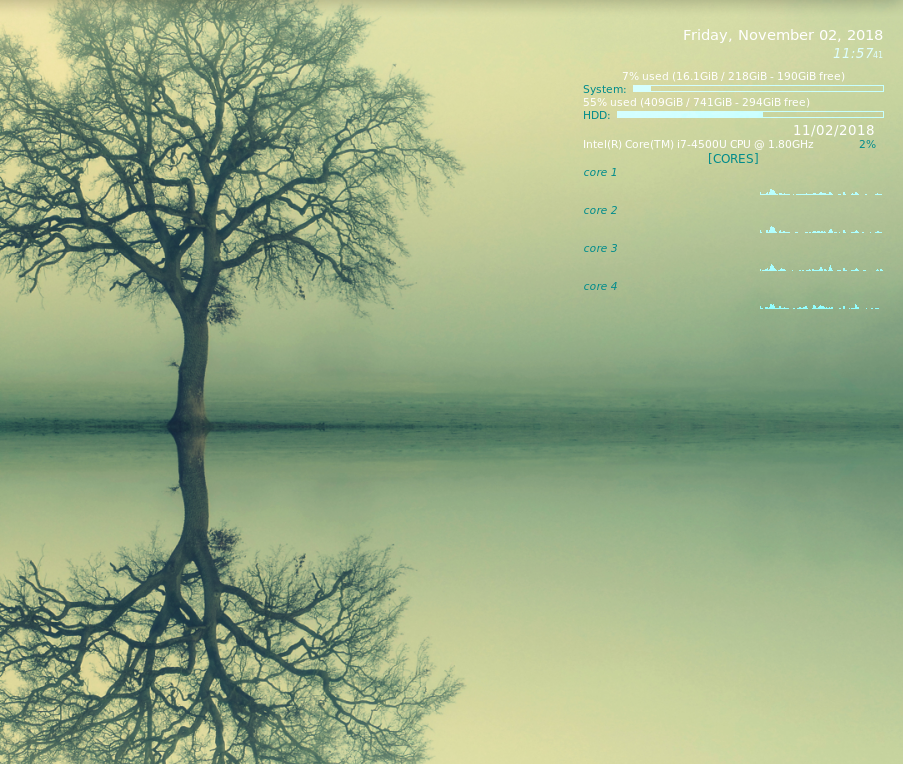 Friday, November 02, 2018
11:5741
7% used (16.1GiB / 218GiB - 190GiB free)
System:
55% used (409GiB / 741GiB - 294GiB free)
HDD:
11/02/2018
Intel(R) Core(TM) i7-4500U CPU @ 1.80GHz 2%
[CORES]
core 1
core 2
core 3
core 4